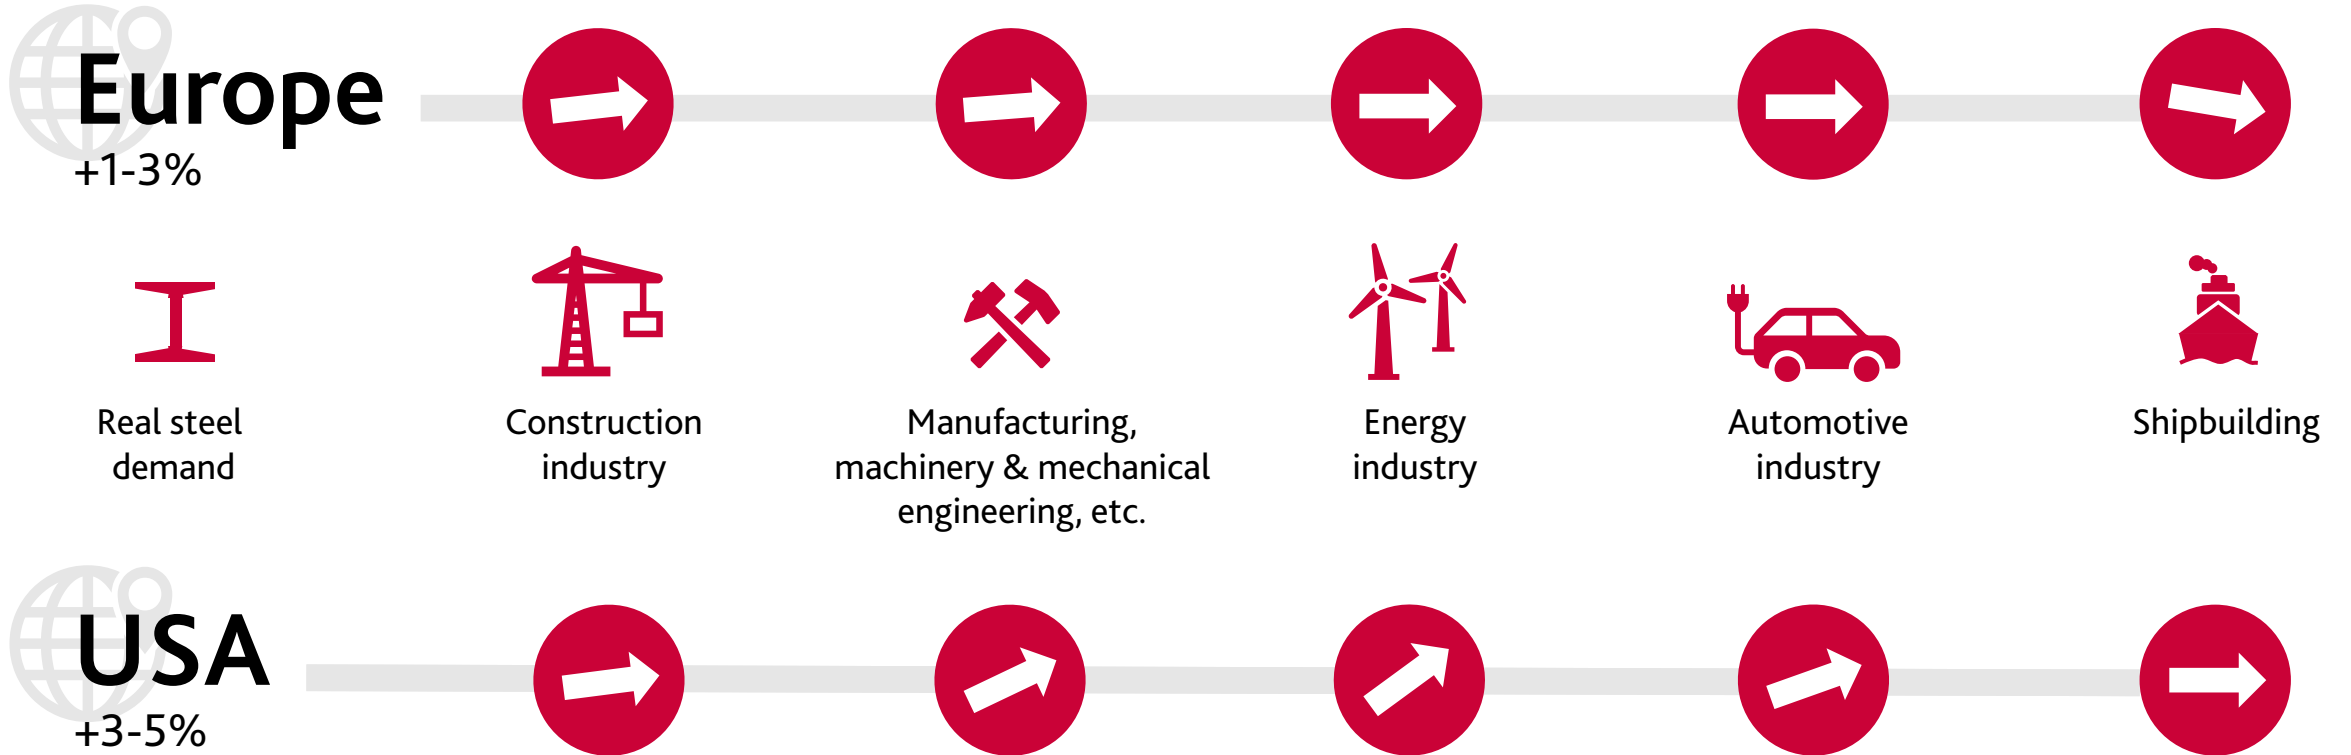 Europe
+1-3%
Real steel
demand
Construction
industry
Manufacturing,
machinery & mechanical
engineering, etc.
Energy
industry
Automotive
industry
Shipbuilding
USA
+3-5%